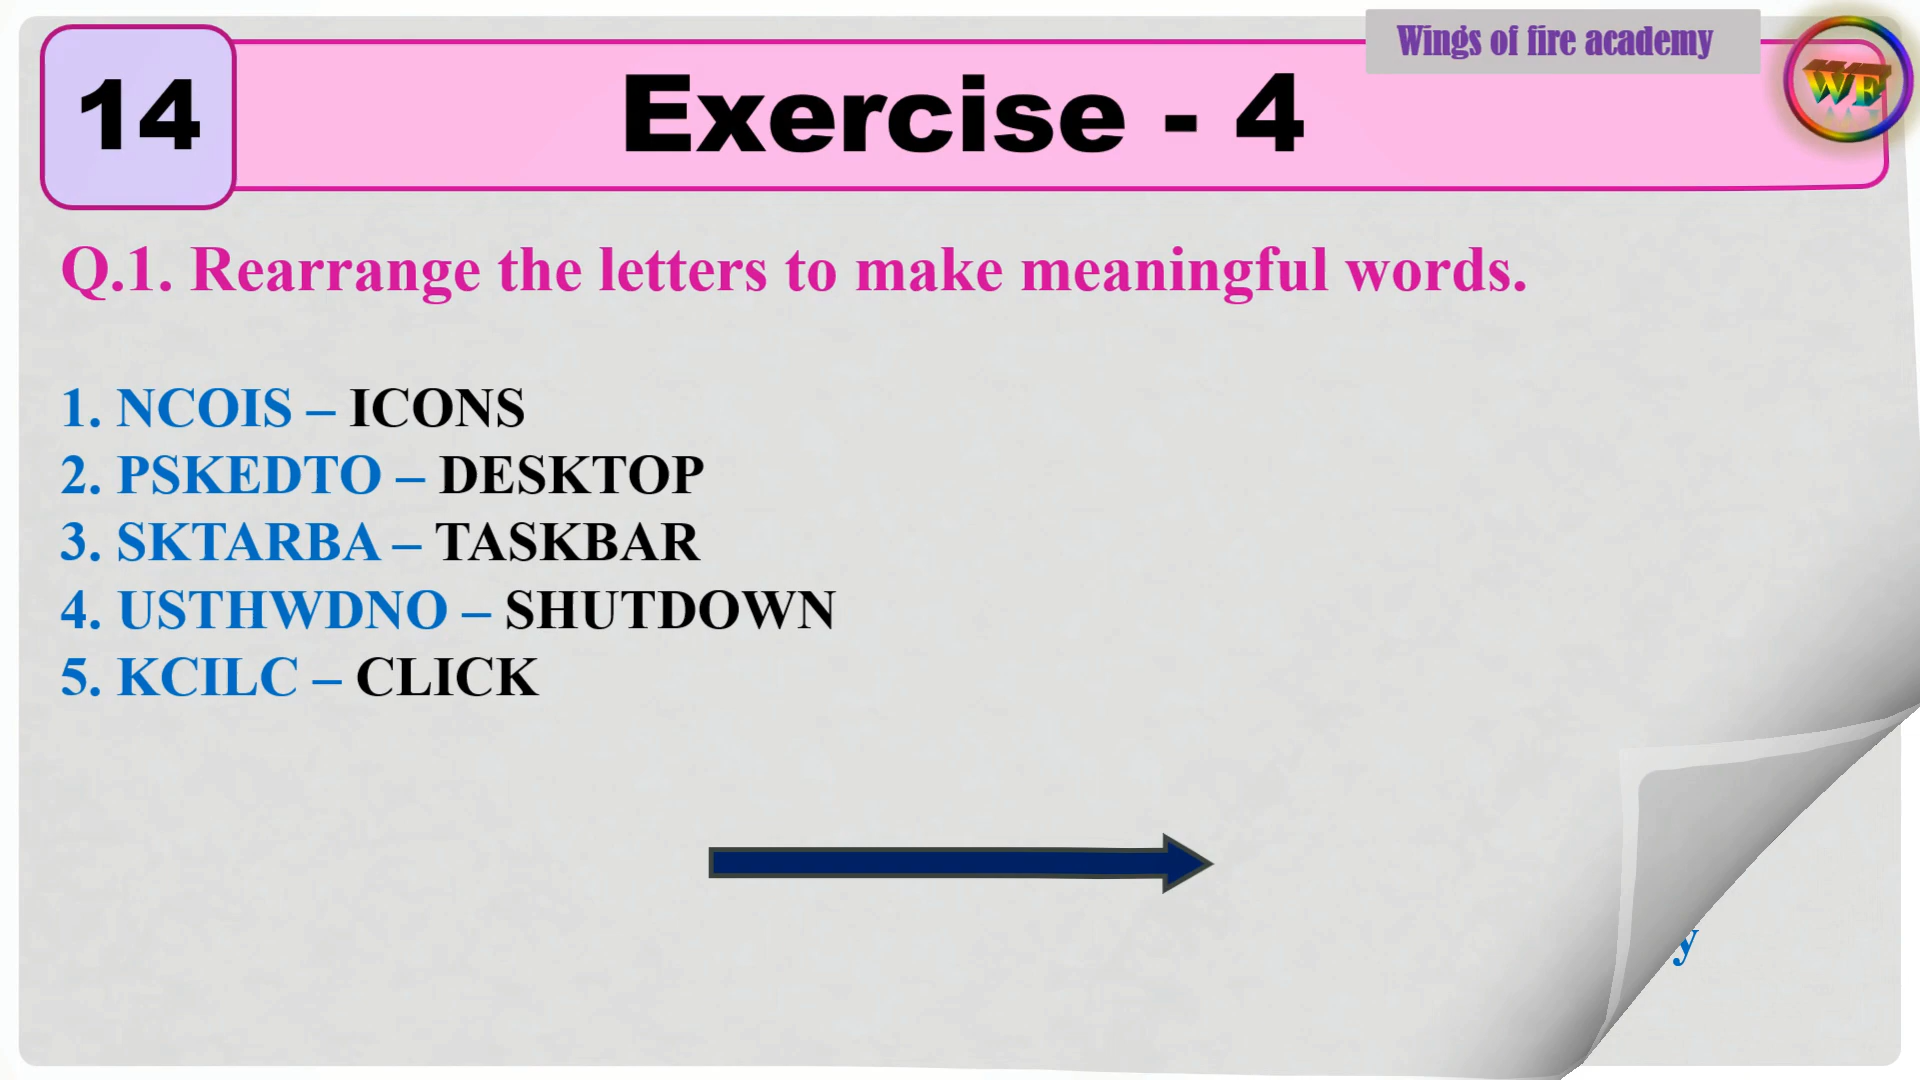 Wings of fire academy
WE
14
Exercise - 4
Q.1. Rearrange the letters to make meaningful words.
1. NCOIS – ICONS
2. PSKEDTO – DESKTOP
3. SKTARBA – TASKBAR
4. USTHWDNO – SHUTDOWN
5. KCILC – CLICK
y